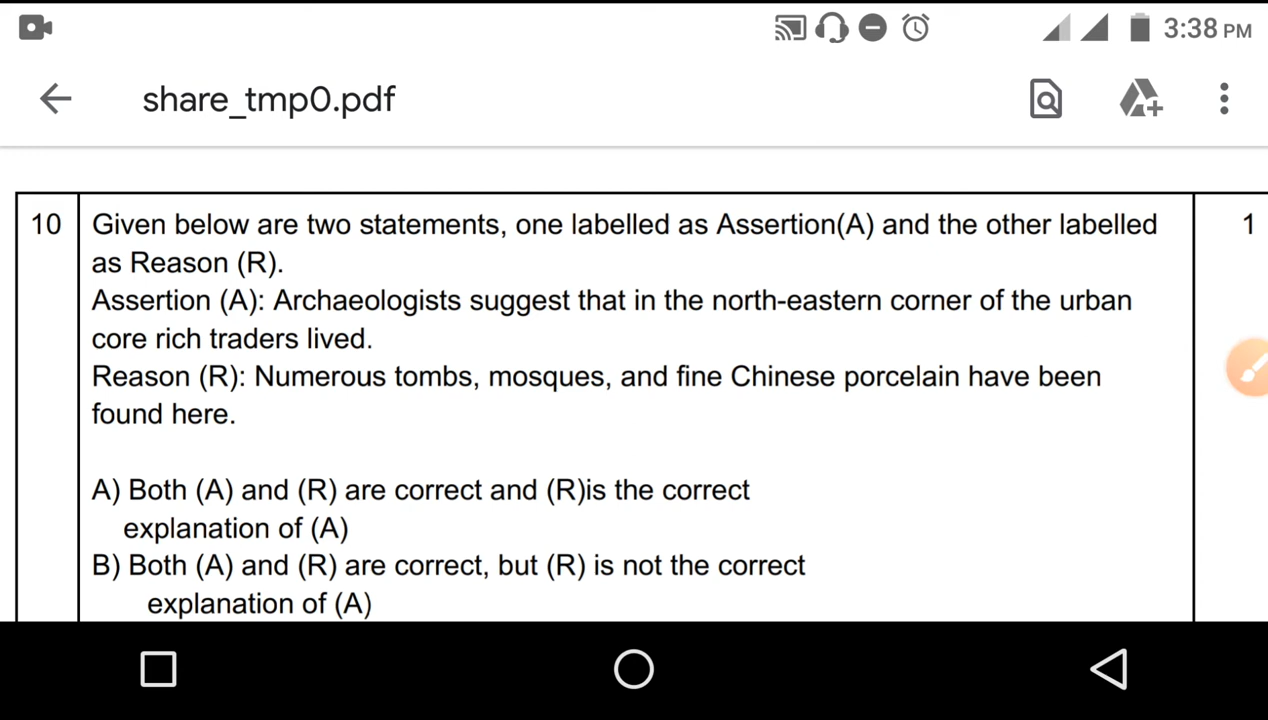 3:38 PM
share_tmp0.pdf
10 Given below are two statements, one labelled as Assertion(A) and the other labelled 1
as Reason (R).
Assertion (A): Archaeologists suggest that in the north-eastern corner of the urban
core rich traders lived.
Reason (R): Numerous tombs, mosques, and fine Chinese porcelain have been
found here.
A) Both (A) and (R) are correct and (R)is the correct
explanation of (A)
B) Both (A) and (R) are correct, but (R) is not the correct
explanation of (A)